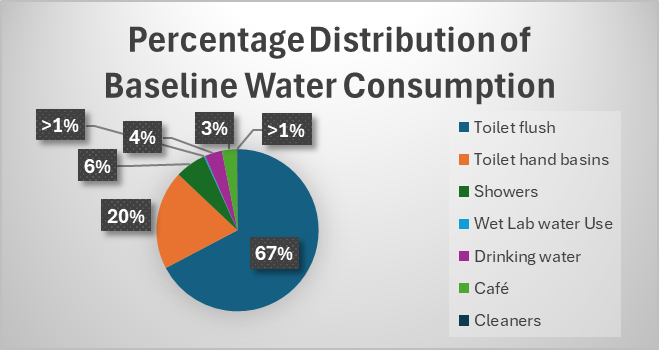 Percentage Distribution of
Baseline Water Consumption
>1%
4%
3%
>1%
6%
20%
67%
Toilet flush
Toilet hand basins
Showers
Wet Lab water Use
Drinking water
Café
Cleaners